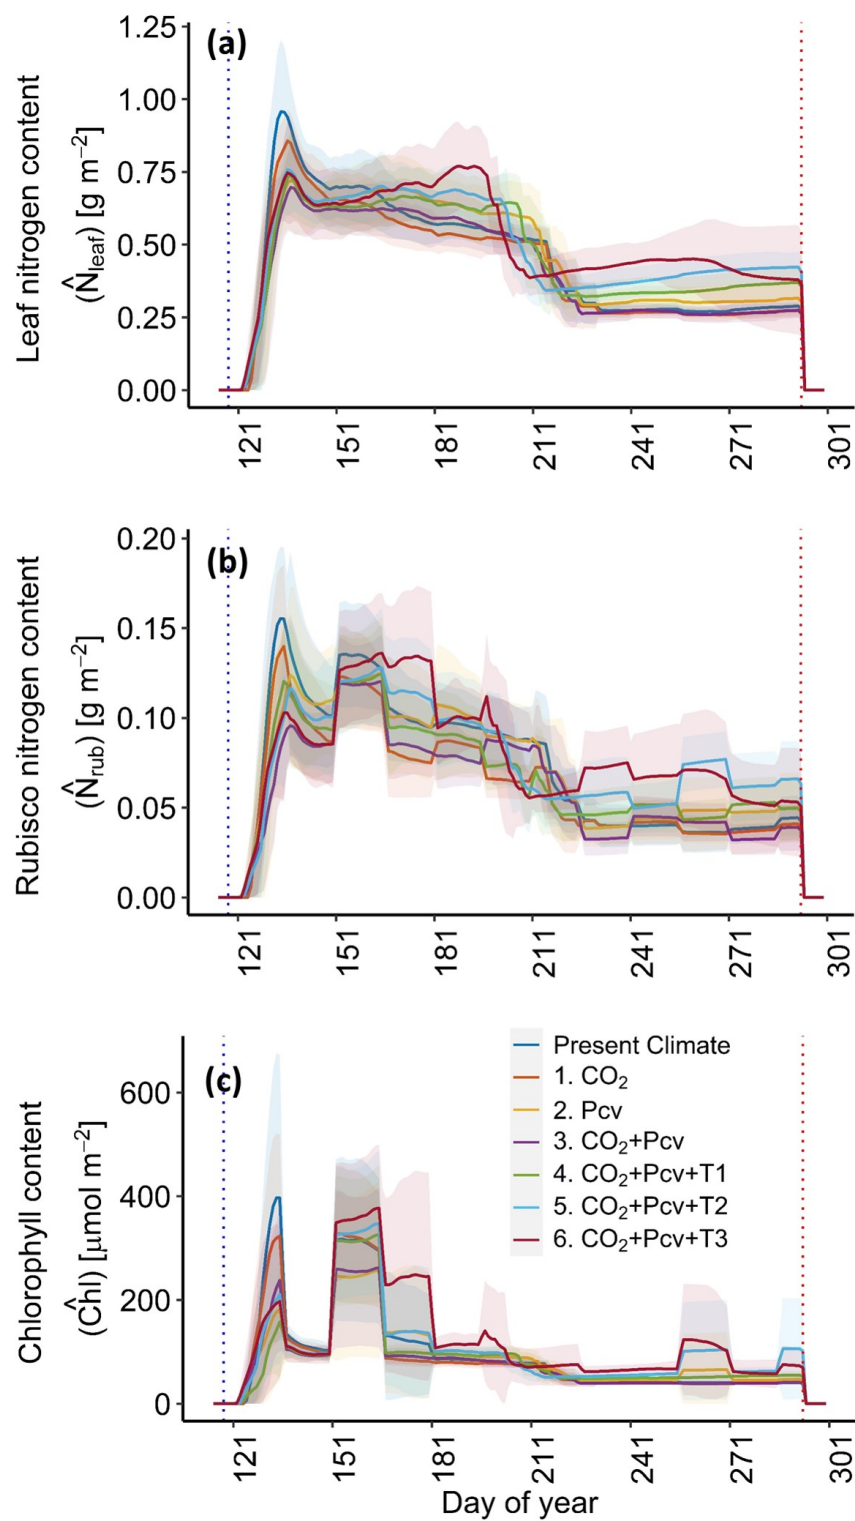 (a)
Leaf nitrogen content
(N̂leaf) [g m−2]
1.25
1.00
0.75
0.50
0.25
0.00
121 151 181 211 241 271 301
(b)
Rubisco nitrogen content
(N̂rub) [g m−2]
0.20
0.15
0.10
0.05
0.00
121 151 181 211 241 271 301
(c)
Chlorophyll content
(Ĉhl) [μmol m−2]
600
400
200
0
Present Climate
1. CO2
2. Pcv
3. CO2+Pcv
4. CO2+Pcv+T1
5. CO2+Pcv+T2
6. CO2+Pcv+T3
121 151 181 211 241 271 301
Day of year